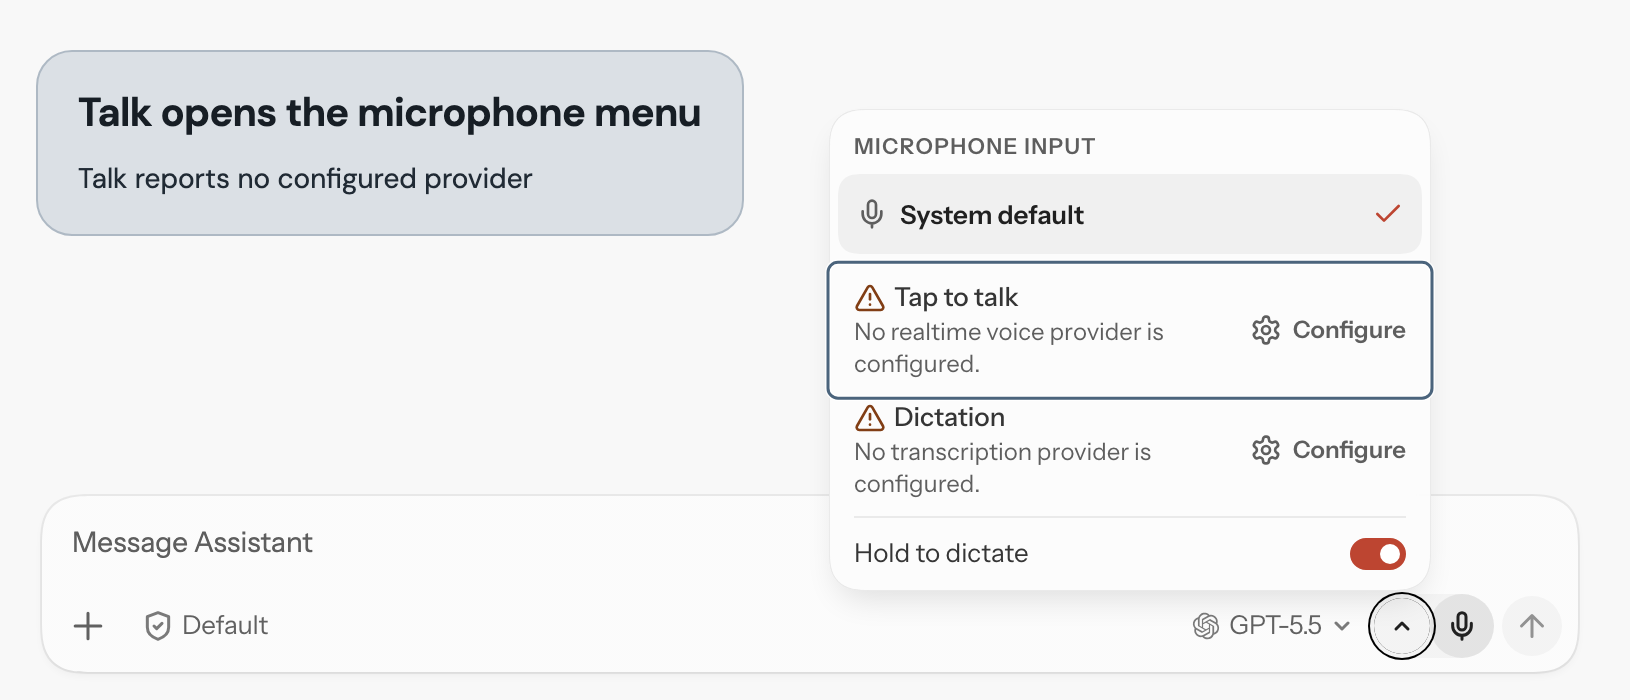 Talk opens the microphone menu
Talk reports no configured provider
MICROPHONE INPUT
System default
Tap to talk
No realtime voice provider is
configured.
Configure
Dictation
No transcription provider is
configured.
Configure
Hold to dictate
Message Assistant
Default
GPT-5.5